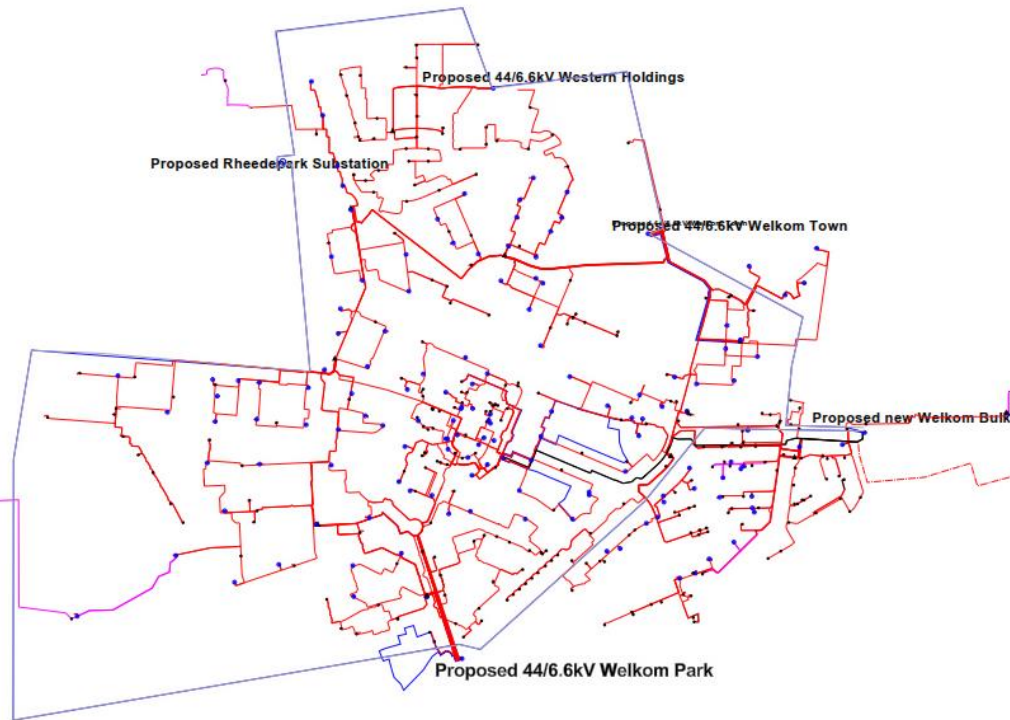 Proposed 44/6.6kV Western Holdings
Proposed Rheedepark Substation
Proposed 44/6.6kV Welkom Town
Proposed new Welkom Bulk
Proposed 44/6.6kV Welkom Park